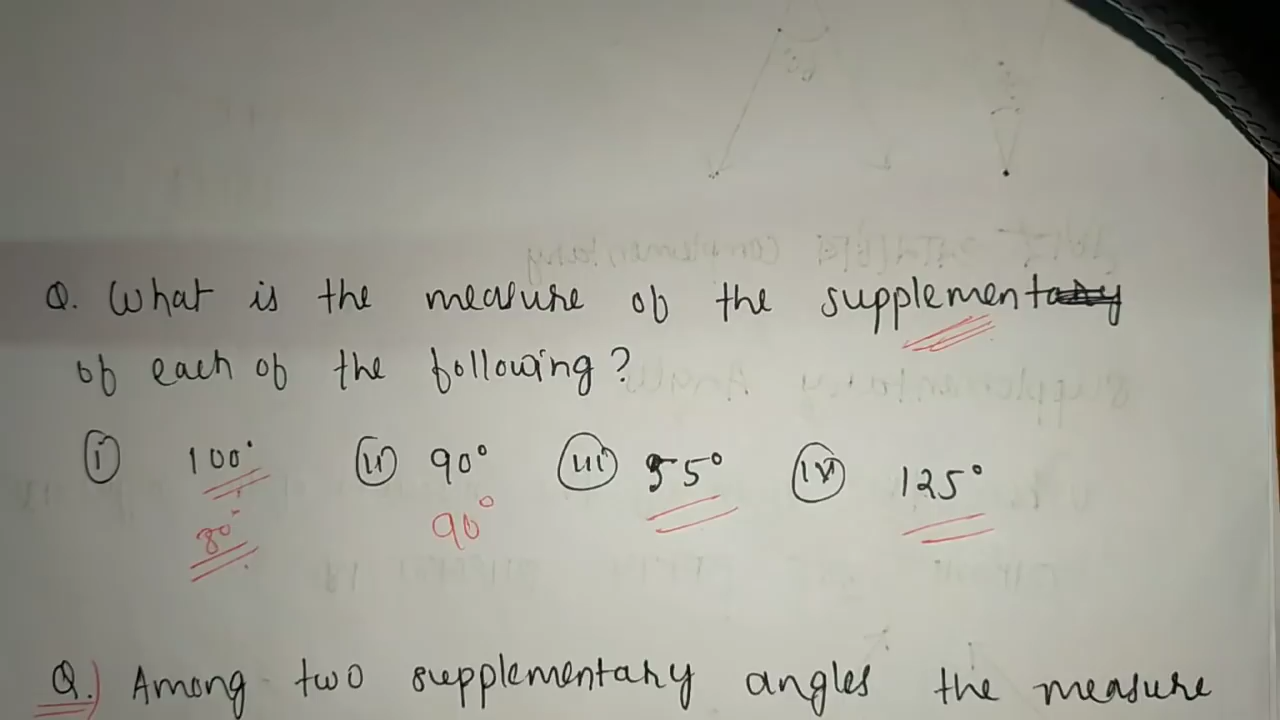 Q. What is the measure of the supplement
of each of the following?
(i) 100° (ii) 90° (iii) 55° (iv) 125°
80° 90°
Q.) Among two supplementary angles the measure